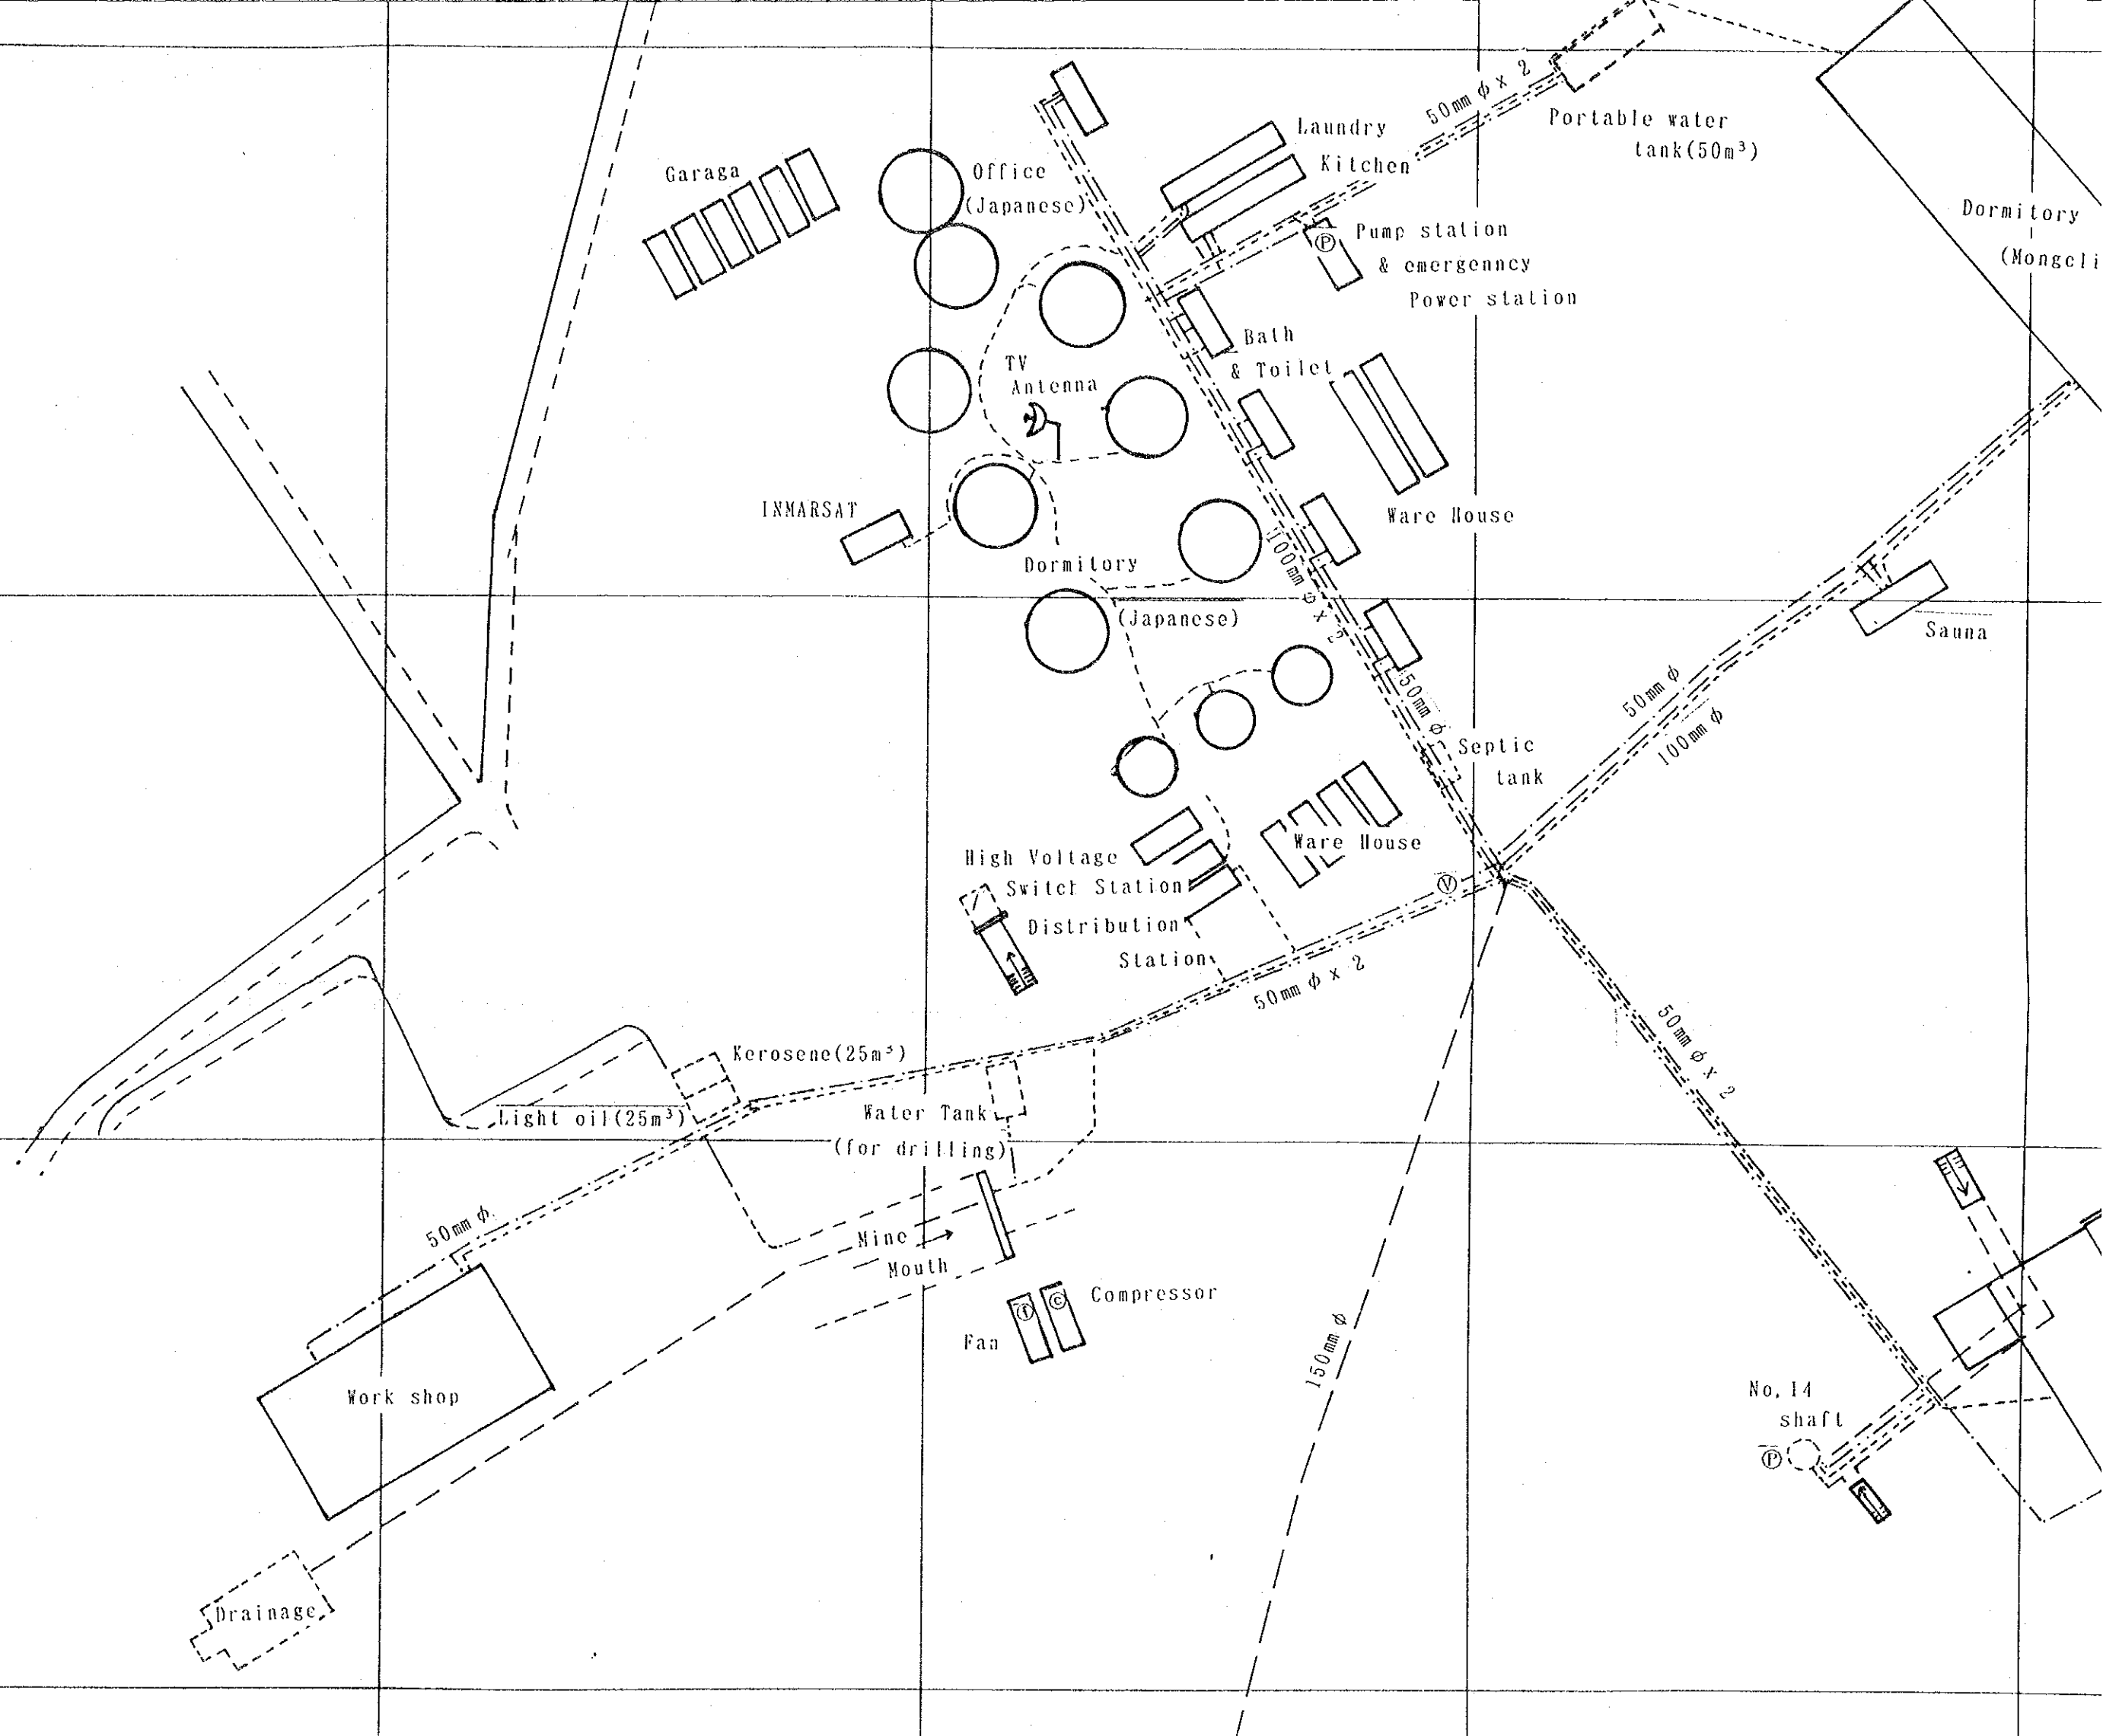 50mm φ x 2
Portable water
tank(50m³)
Laundry
Kitchen
Garaga
Office
(Japanese)
Dormitory
(Mongoli
Pump station
& emergenncy
Power station
P
Bath
& Toilet
TV
Antenna
INMARSAT
Ware House
Dormitory
(Japanese)
100mm φ x
Sauna
50mm φ
50mm φ
100mm φ
Septic
tank
Ware House
High Voltage
Switch Station
V
Distribution
Station
50mm φ x 2
50mm φ x 2
Kerosene(25m³)
Light oil(25m³)
Water Tank
(for drilling)
50mm φ
Mine
Mouth
Compressor
C
f
Fan
150mm φ
Work shop
No,14
shaft
P
Drainage